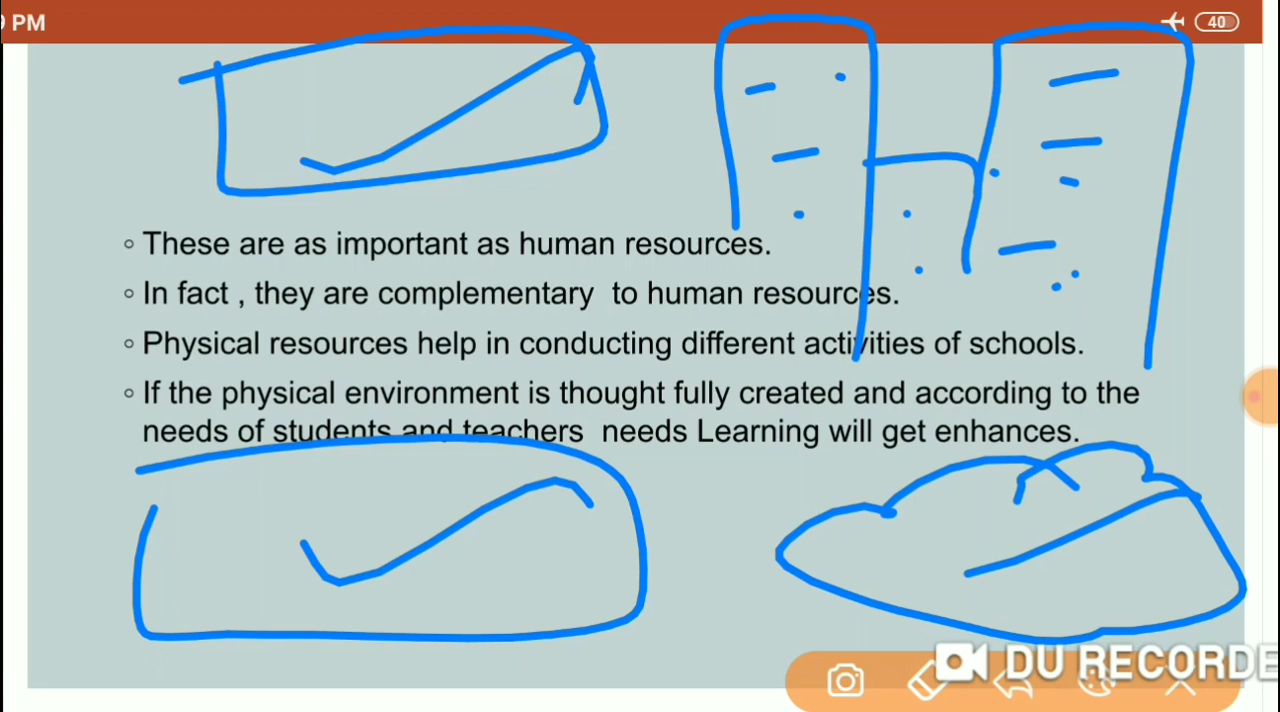 PM
40
◦ These are as important as human resources.
◦ In fact , they are complementary to human resources.
◦ Physical resources help in conducting different activities of schools.
◦ If the physical environment is thought fully created and according to the
needs of students and teachers needs Learning will get enhances.
DU RECORDE